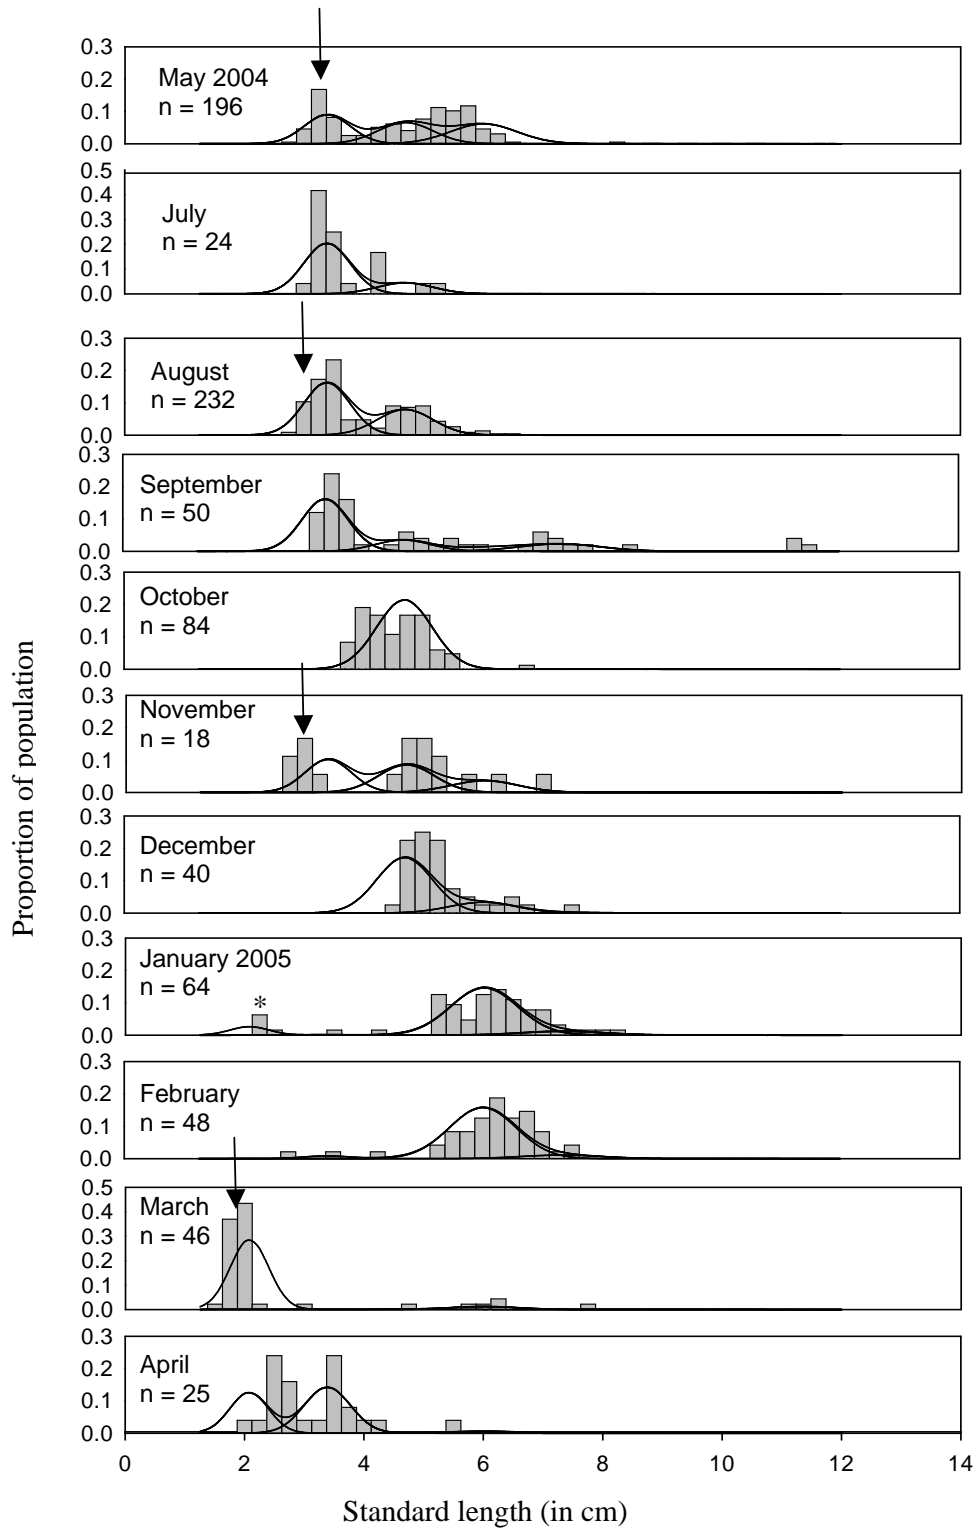 0.3
0.2
0.1
0.0
May 2004
n = 196
0.5
0.4
0.3
0.2
0.1
0.0
July
n = 24
0.3
0.2
0.1
0.0
August
n = 232
0.3
0.2
0.1
0.0
September
n = 50
0.3
0.2
0.1
0.0
October
n = 84
0.3
0.2
0.1
0.0
November
n = 18
0.3
0.2
0.1
0.0
December
n = 40
0.3
0.2
0.1
0.0
January 2005
n = 64
*
0.3
0.2
0.1
0.0
February
n = 48
0.5
0.4
0.3
0.2
0.1
0.0
March
n = 46
0.3
0.2
0.1
0.0
April
n = 25
0 2 4 6 8 10 12 14
Standard length (in cm)
Proportion of population